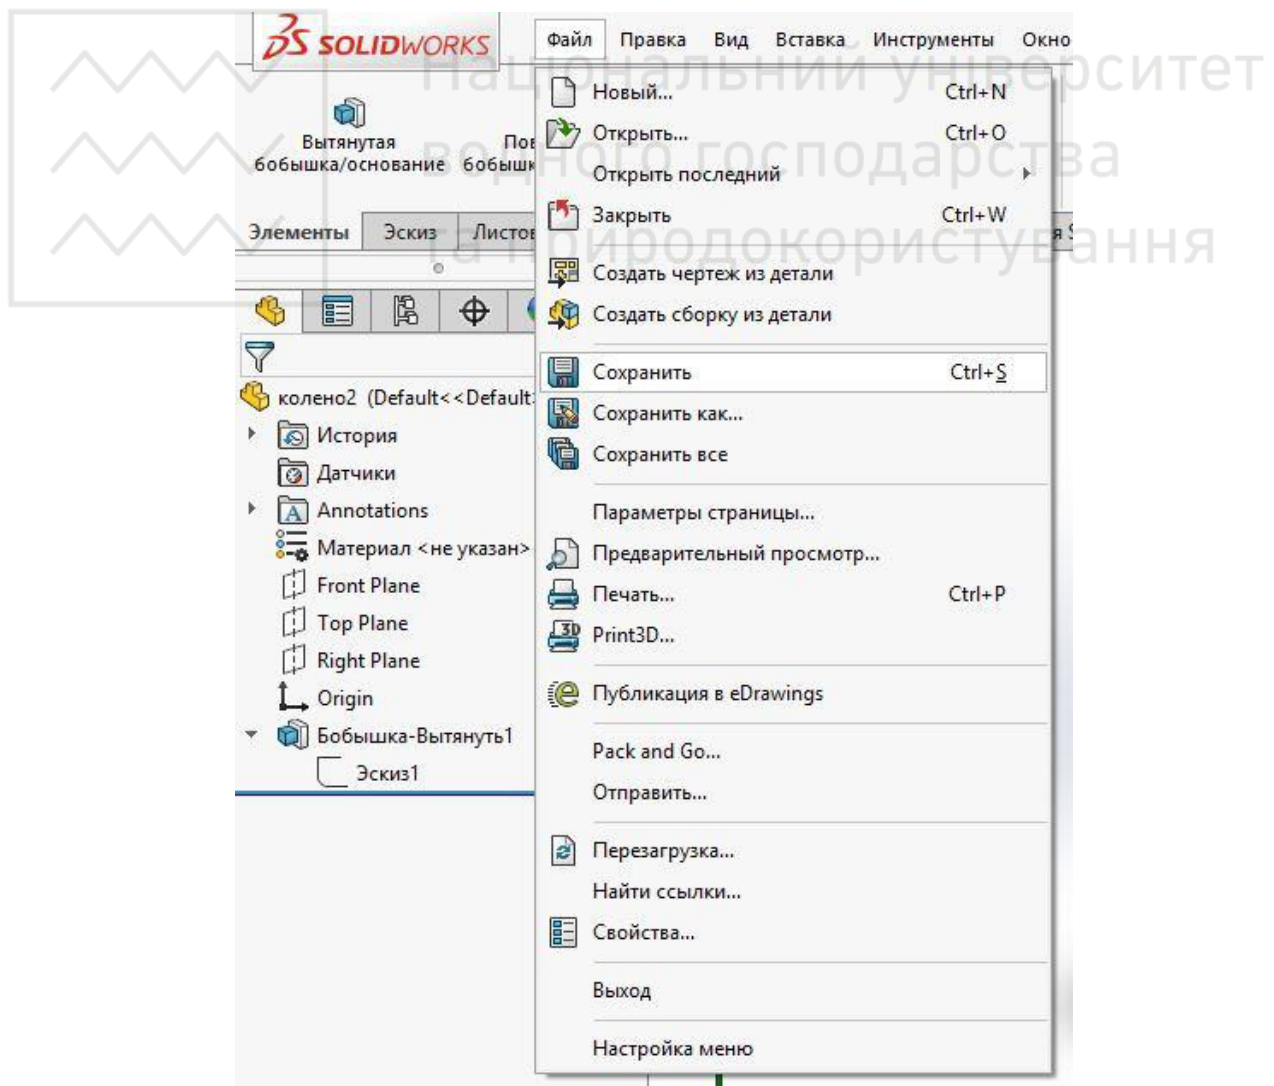 SOLIDWORKS
Файл Правка Вид Вставка Инструменты Окно
Національний університет
водного господарства
та природокористування
Вытянутая
бобышка/основание
Элементы Эскиз
Новый... Ctrl+N
Открыть... Ctrl+O
Открыть последний
Закрыть Ctrl+W
Создать чертеж из детали
Создать сборку из детали
Сохранить Ctrl+S
Сохранить как...
Сохранить все
Параметры страницы...
Предварительный просмотр...
Печать... Ctrl+P
Print3D...
Публикация в eDrawings
Pack and Go...
Отправить...
Перезагрузка...
Найти ссылки...
Свойства...
Выход
Настройка меню
колено2 (Default<<Default
История
Датчики
Annotations
Материал <не указан>
Front Plane
Top Plane
Right Plane
Origin
Бобышка-Вытянуть1
Эскиз1